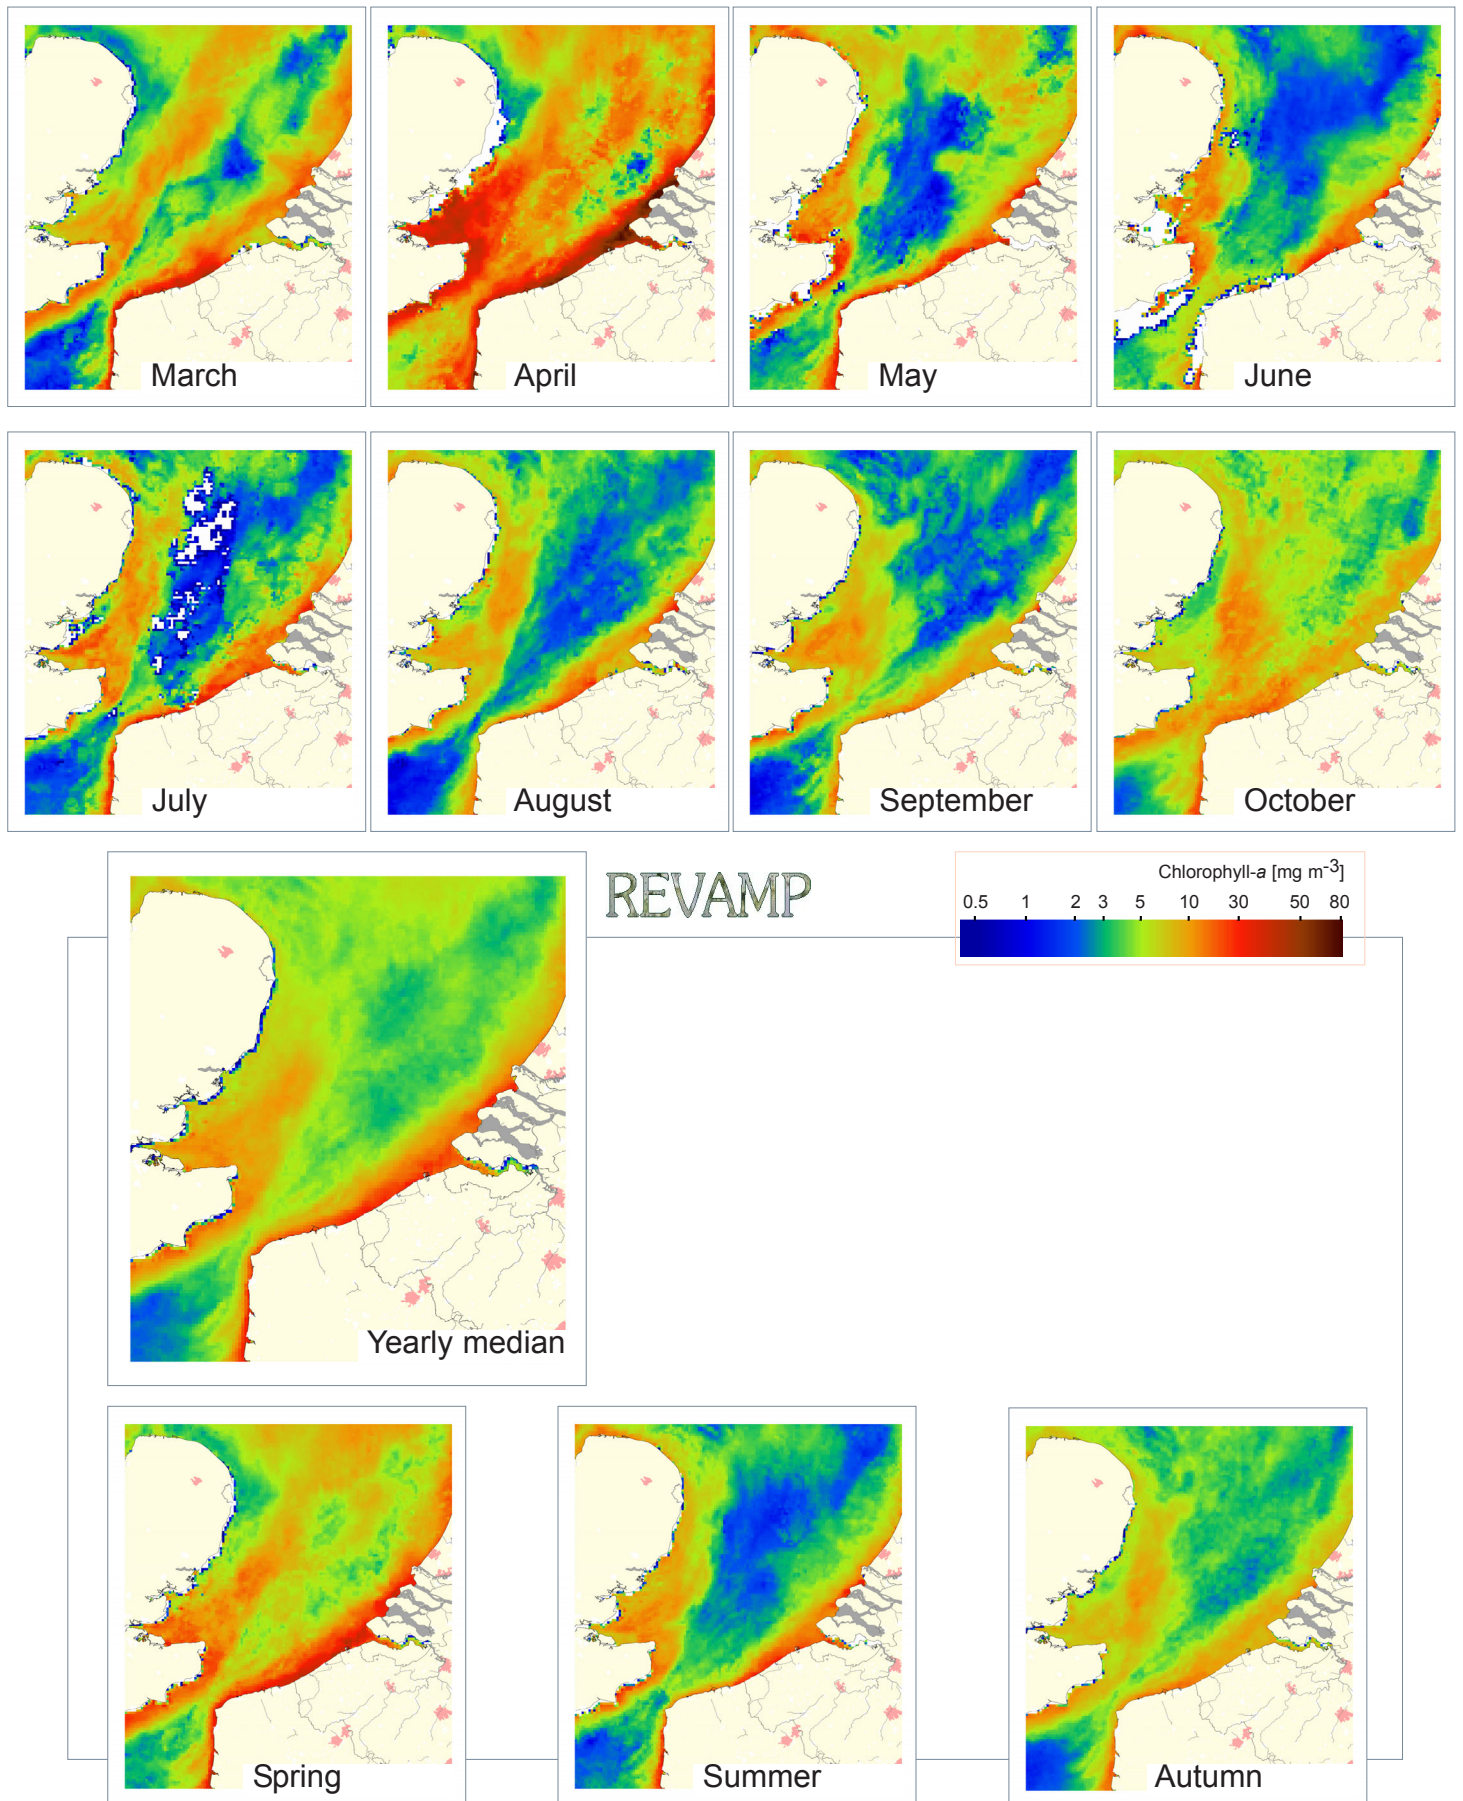 March
April
May
June
July
August
September
October
REVAMP
Chlorophyll-a [mg m-3]
0.5 1 2 3 5 10 30 50 80
Yearly median
Spring
Summer
Autumn